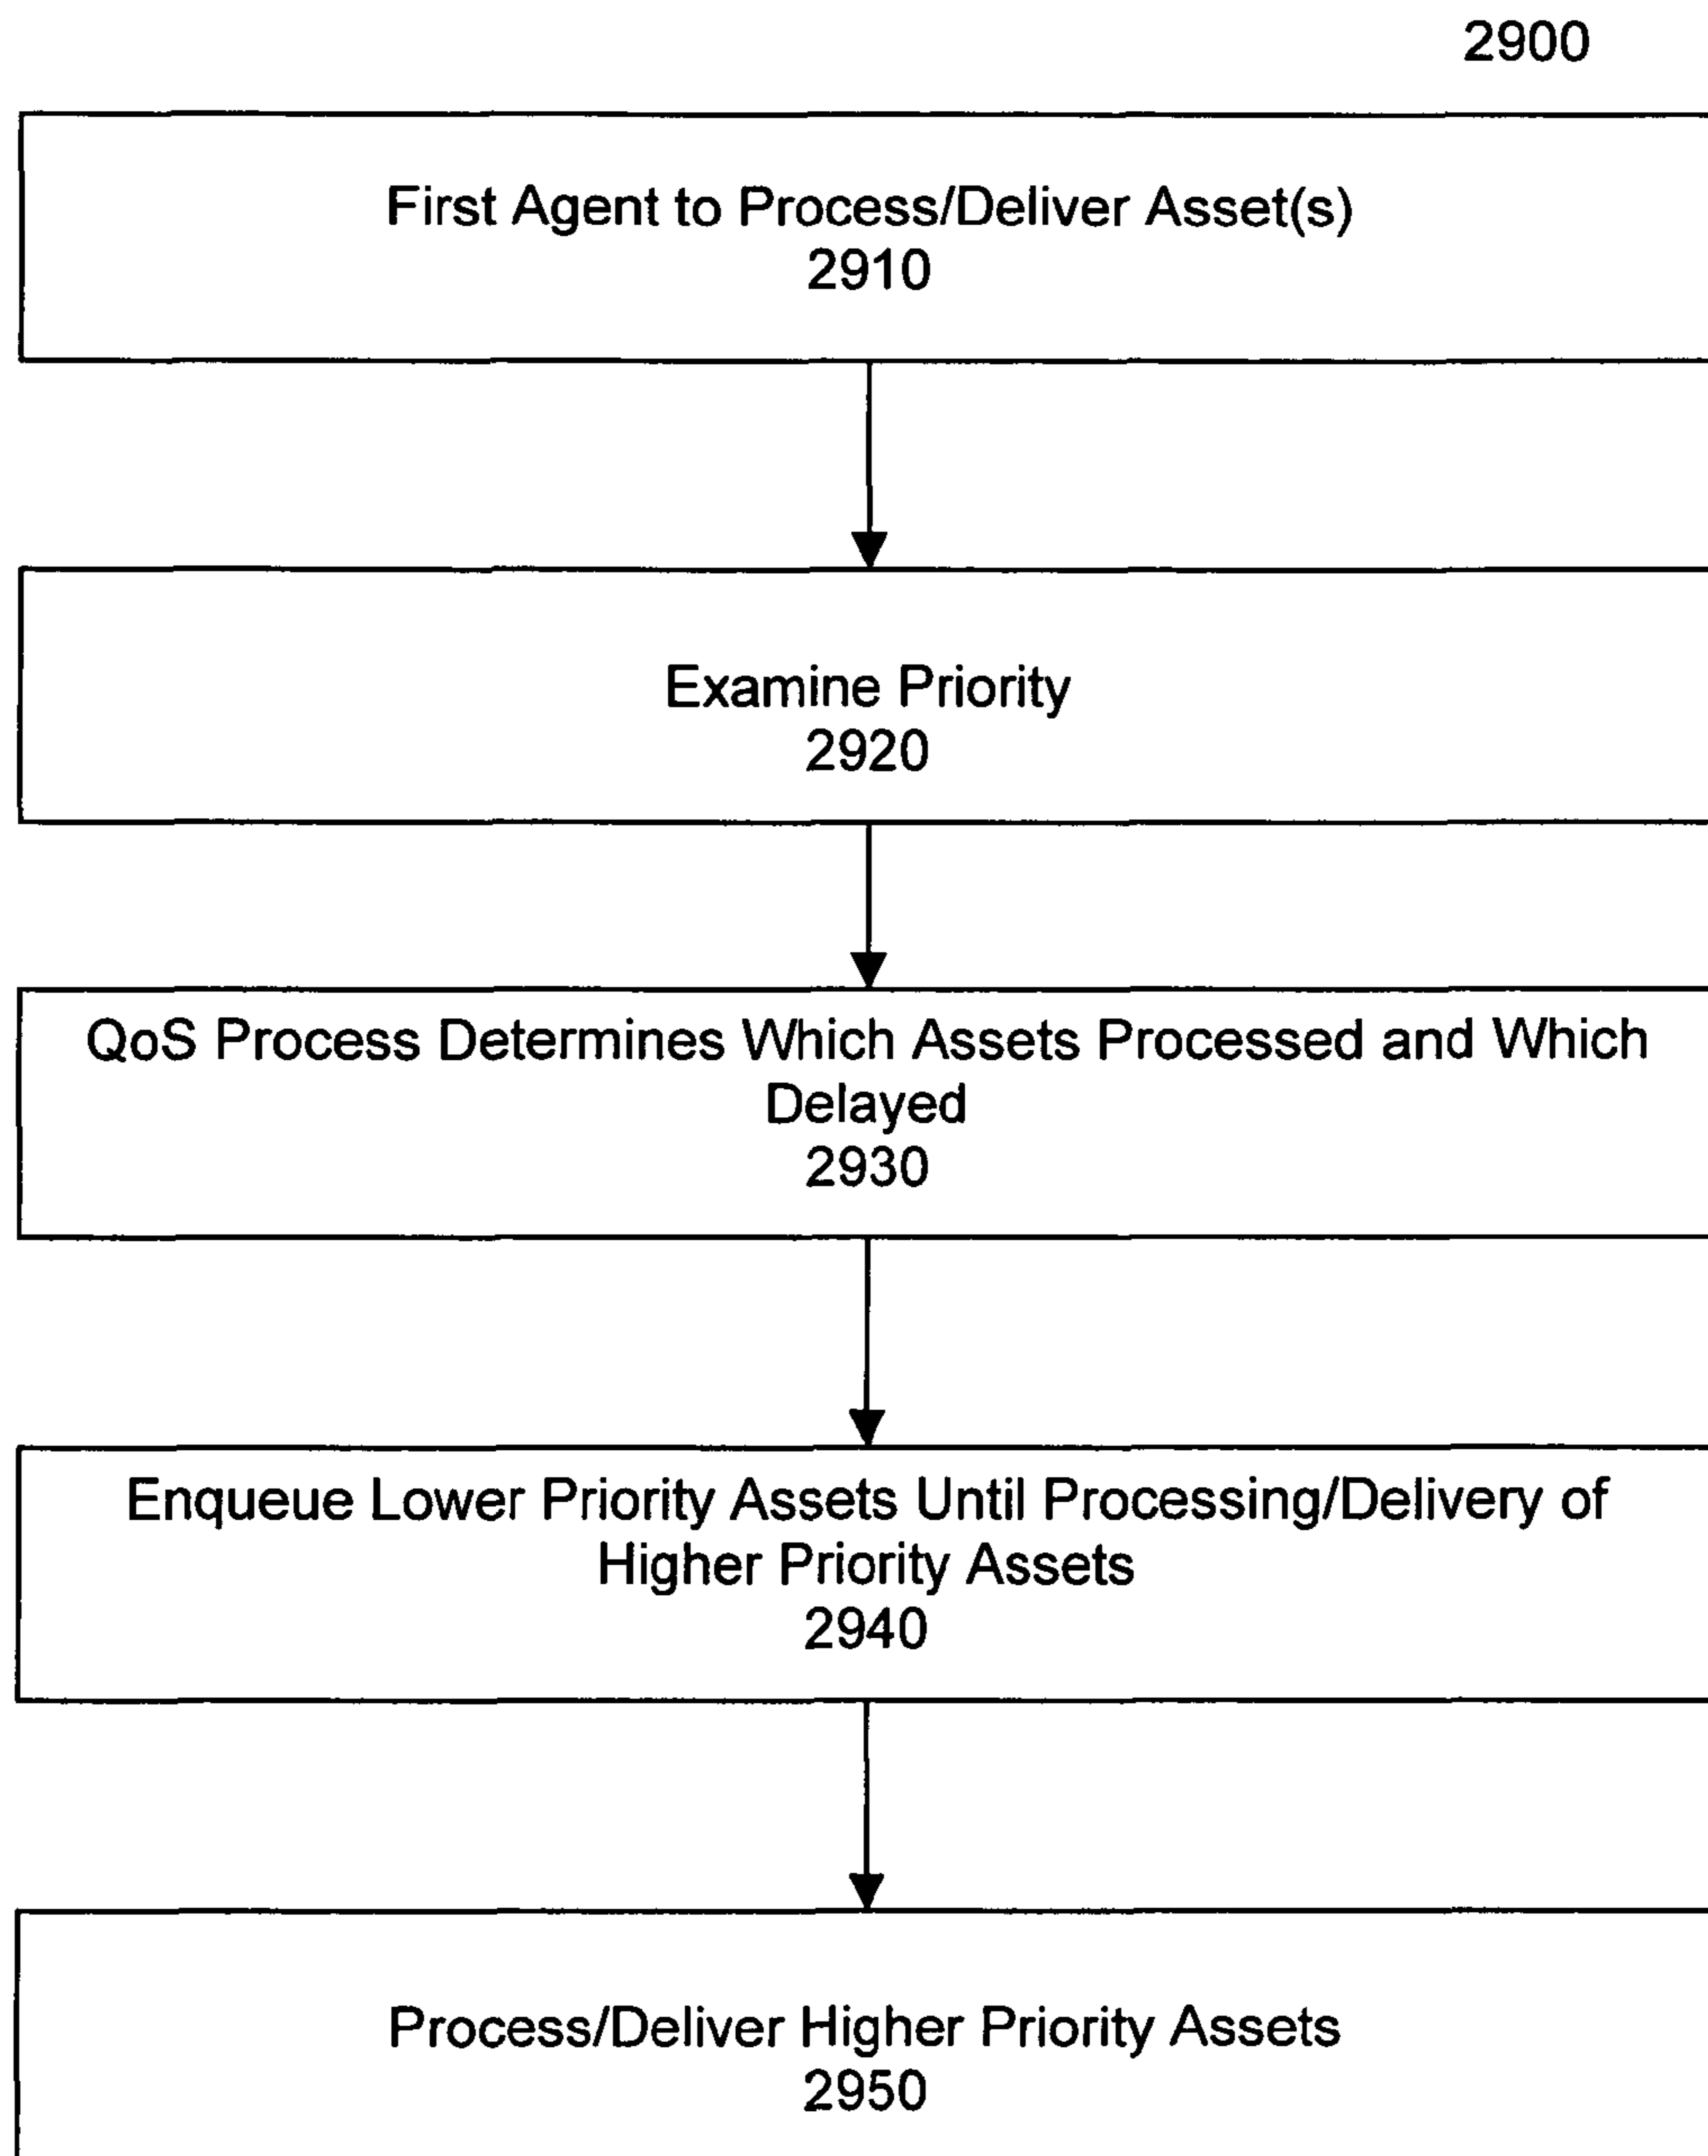 2900
First Agent to Process/Deliver Asset(s)
2910
Examine Priority
2920
QoS Process Determines Which Assets Processed and Which
Delayed
2930
Enqueue Lower Priority Assets Until Processing/Delivery of
Higher Priority Assets
2940
Process/Deliver Higher Priority Assets
2950